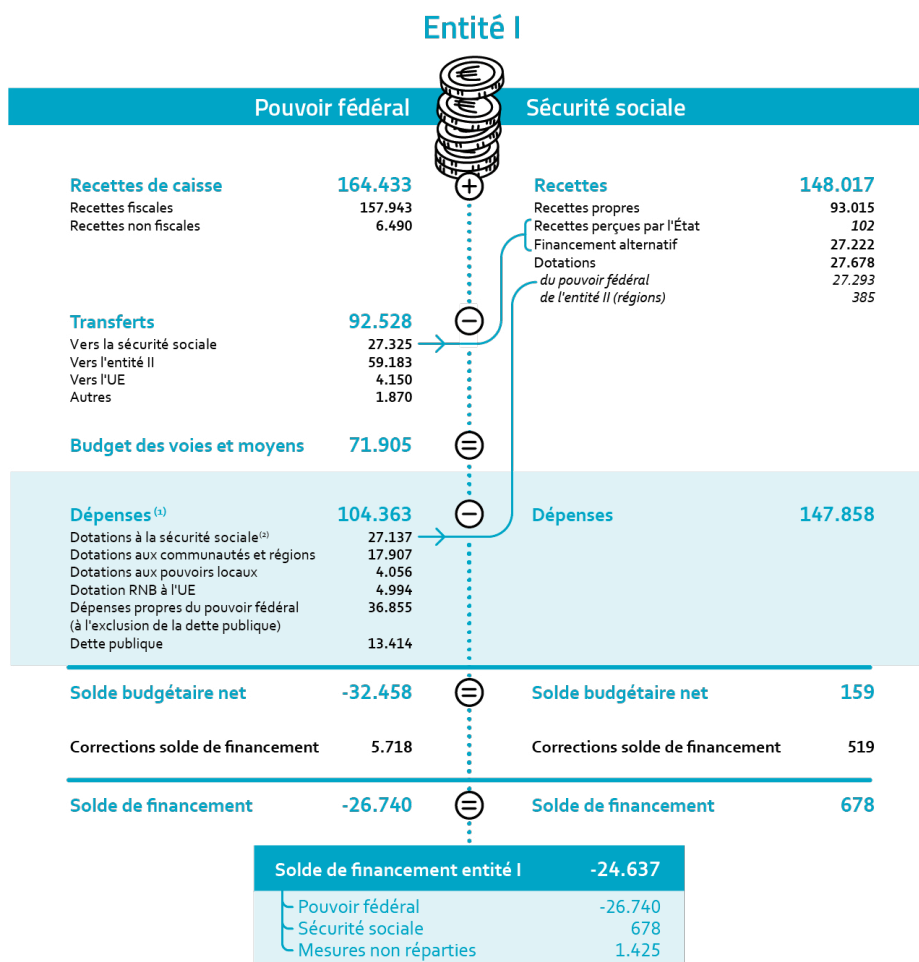 Entité I
Pouvoir fédéral
Sécurité sociale
Recettes de caisse 164.433
Recettes fiscales 157.943
Recettes non fiscales 6.490
Recettes 148.017
Recettes propres 93.015
Recettes perçues par l'État 102
Financement alternatif 27.222
Dotations 27.678
du pouvoir fédéral 27.293
de l'entité II (régions) 385
Transferts 92.528
Vers la sécurité sociale 27.325
Vers l'entité II 59.183
Vers l'UE 4.150
Autres 1.870
Budget des voies et moyens 71.905
Dépenses (1) 104.363
Dotations à la sécurité sociale(2) 27.137
Dotations aux communautés et régions 17.907
Dotations aux pouvoirs locaux 4.056
Dotation RNB à l'UE 4.994
Dépenses propres du pouvoir fédéral 36.855
(à l'exclusion de la dette publique)
Dette publique 13.414
Dépenses 147.858
Solde budgétaire net -32.458
Solde budgétaire net 159
Corrections solde de financement 5.718
Corrections solde de financement 519
Solde de financement -26.740
Solde de financement 678
Solde de financement entité I -24.637
Pouvoir fédéral -26.740
Sécurité sociale 678
Mesures non réparties 1.425